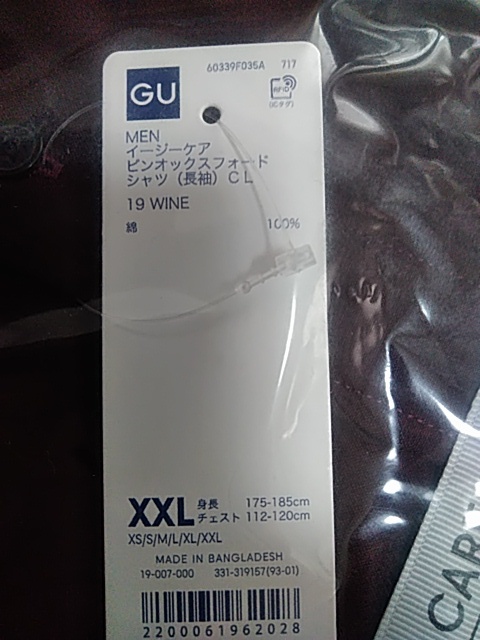 GU
60339F035A 717
RFID
(ICタグ)
MEN
イージーケア
ピンオックスフォード
シャツ（長袖）CL
19 WINE
綿 100%
XXL
身長 175-185cm
チェスト 112-120cm
XS/S/M/L/XL/XXL
MADE IN BANGLADESH
19-007-000 331-319157(93-01)
2200061962028